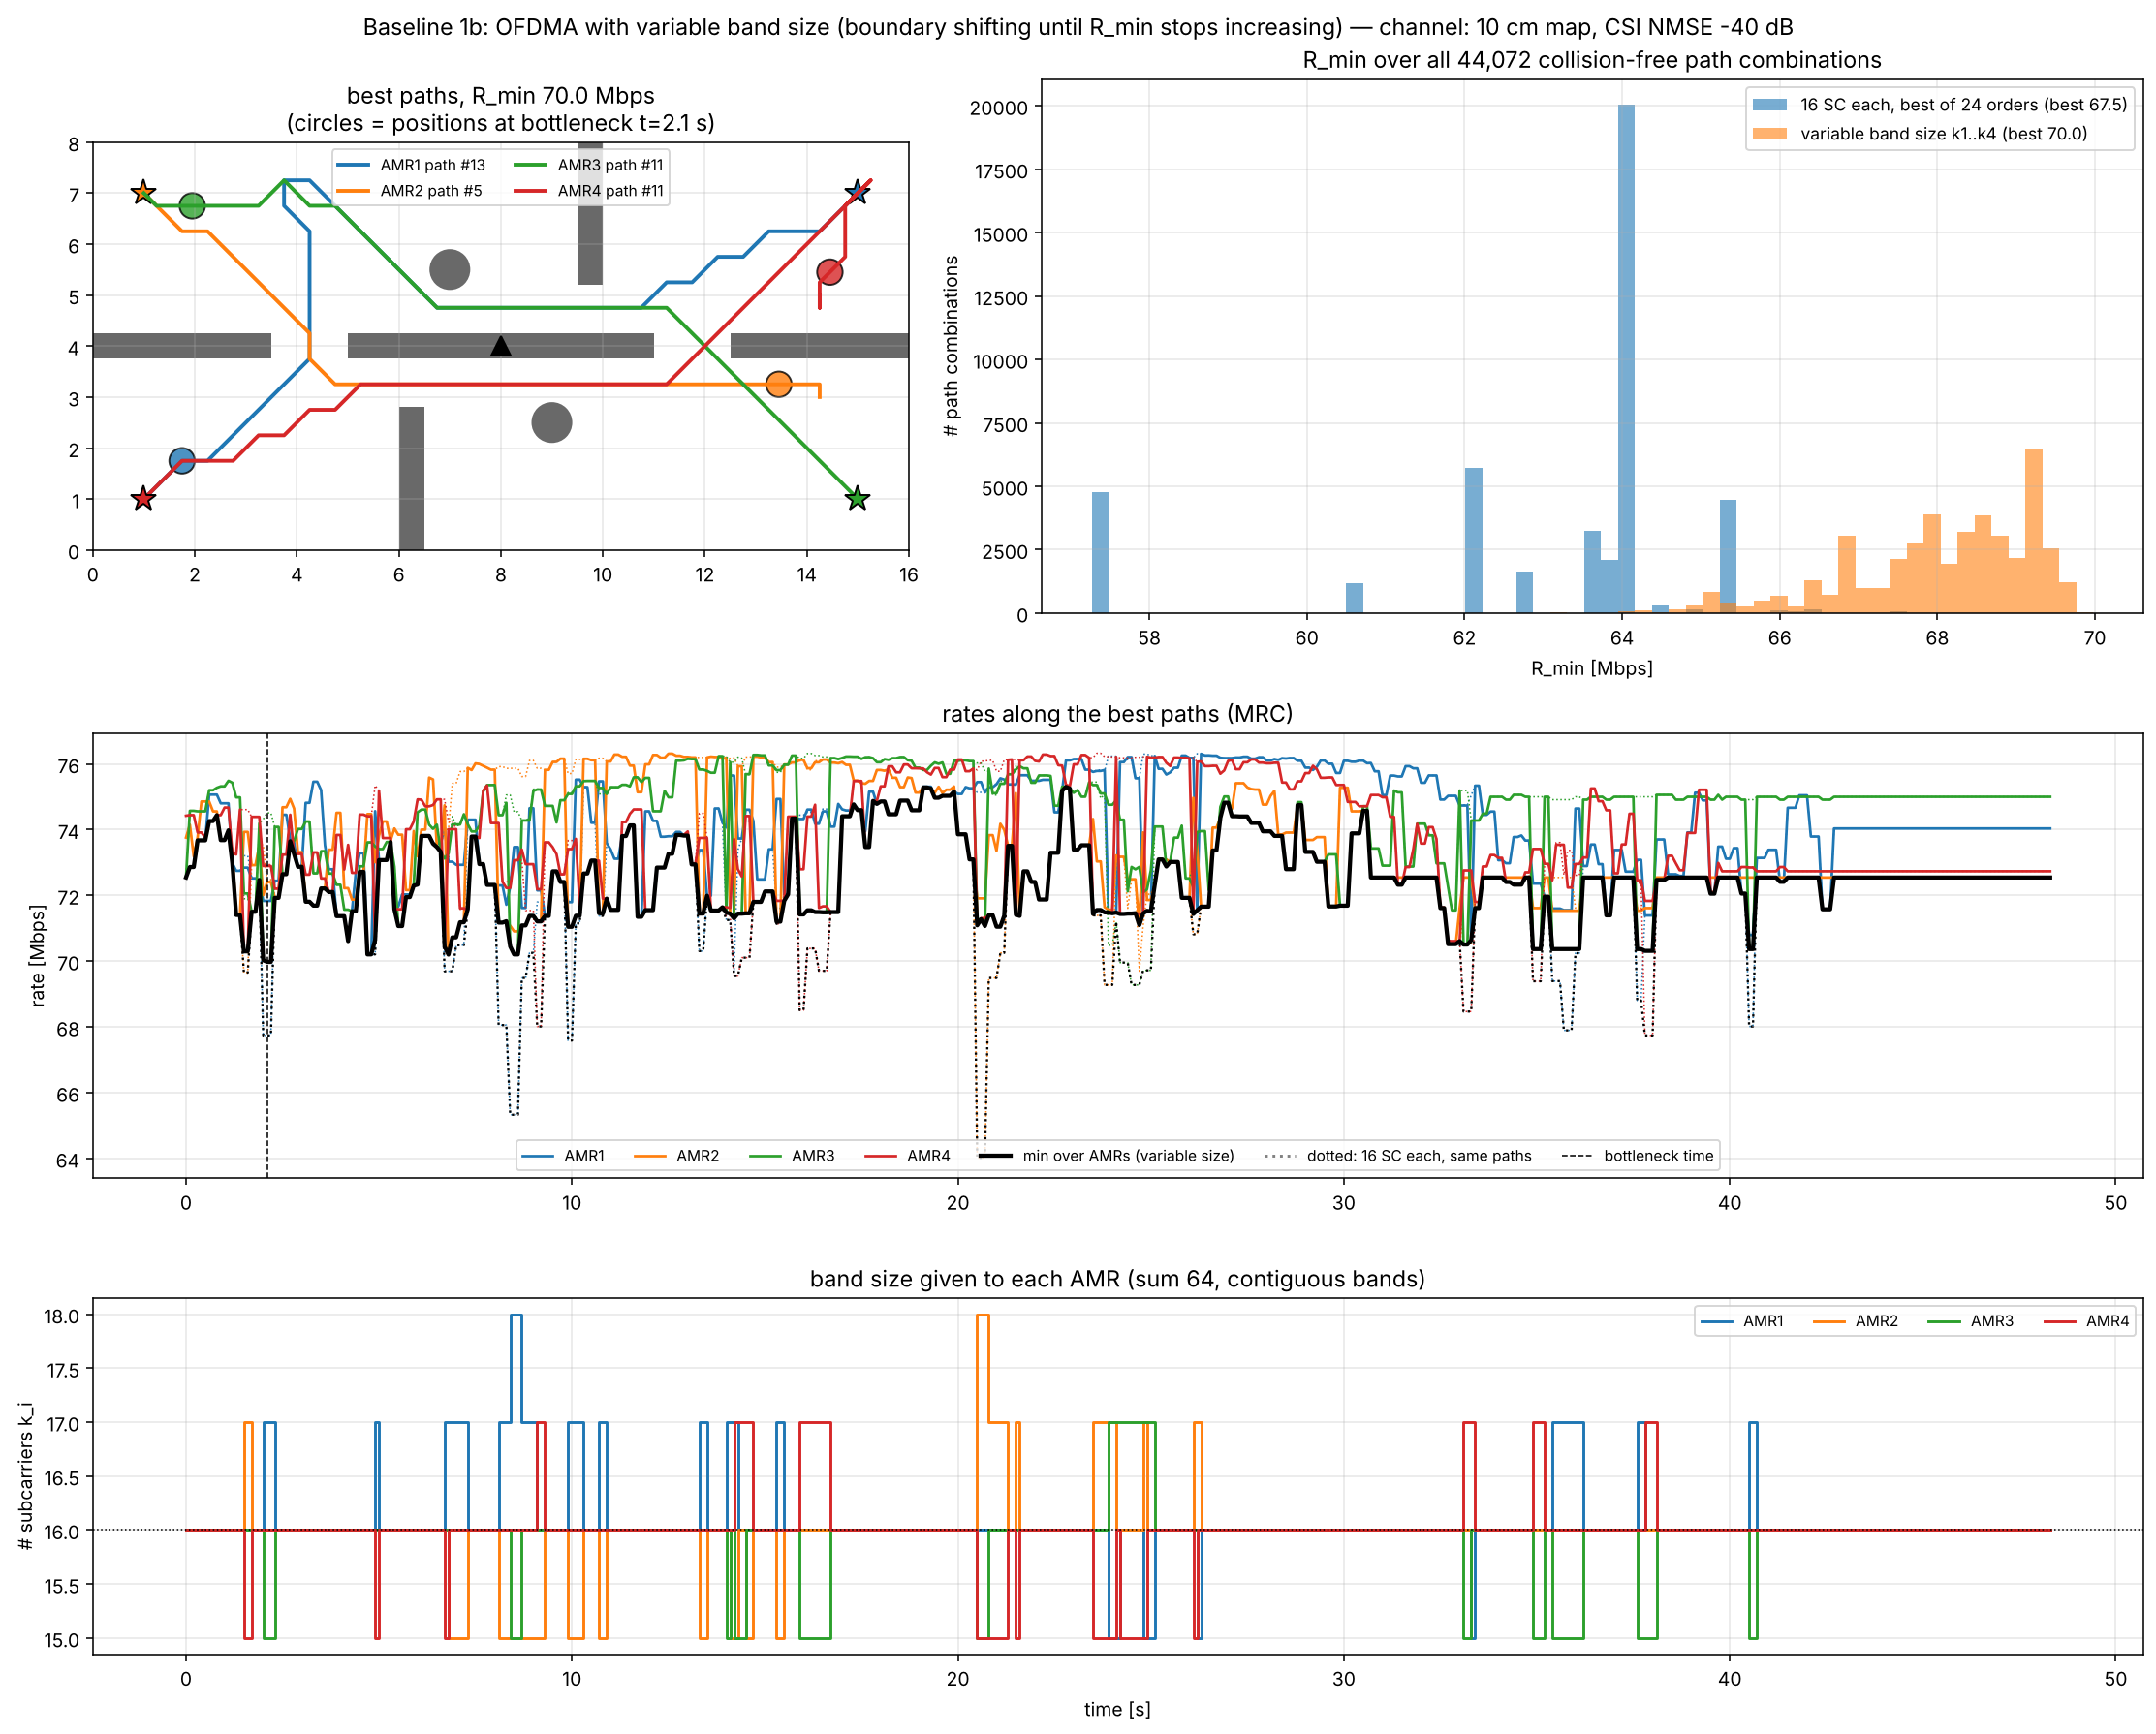 Baseline 1b: OFDMA with variable band size (boundary shifting until R_min stops increasing) — channel: 10 cm map, CSI NMSE -40 dB
best paths, R_min 70.0 Mbps
(circles = positions at bottleneck t=2.1 s)
AMR1 path #13
AMR2 path #5
AMR3 path #11
AMR4 path #11
8
7
6
5
4
3
2
1
0
0 2 4 6 8 10 12 14 16
R_min over all 44,072 collision-free path combinations
16 SC each, best of 24 orders (best 67.5)
variable band size k1..k4 (best 70.0)
# path combinations
20000
17500
15000
12500
10000
7500
5000
2500
0
58 60 62 64 66 68 70
R_min [Mbps]
rates along the best paths (MRC)
rate [Mbps]
76
74
72
70
68
66
64
AMR1 AMR2 AMR3 AMR4 min over AMRs (variable size) dotted: 16 SC each, same paths bottleneck time
0 10 20 30 40 50
band size given to each AMR (sum 64, contiguous bands)
# subcarriers k_i
18.0
17.5
17.0
16.5
16.0
15.5
15.0
AMR1 AMR2 AMR3 AMR4
0 10 20 30 40 50
time [s]